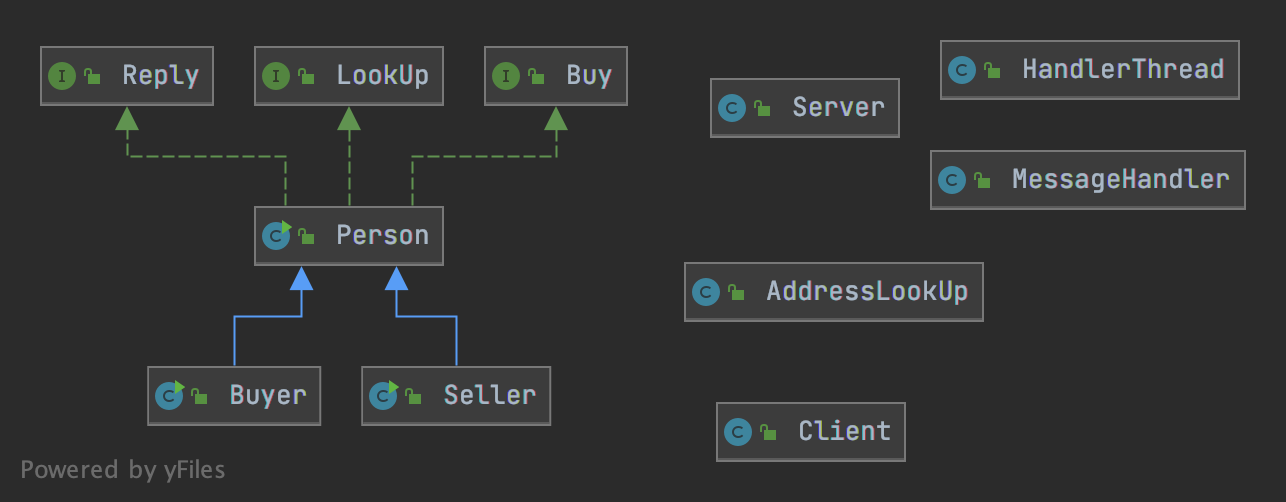 Reply
LookUp
Buy
Person
Buyer
Seller
Server
HandlerThread
MessageHandler
AddressLookUp
Client
Powered by yFiles